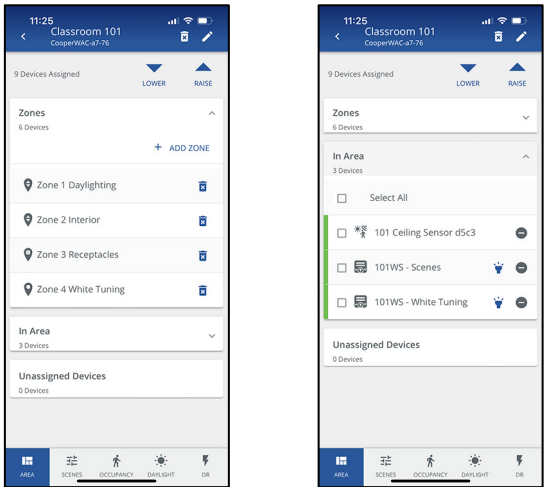 11:25
Classroom 101
CooperWAC-a7-76
9 Devices Assigned
LOWER
RAISE
Zones
6 Devices
+ ADD ZONE
Zone 1 Daylighting
Zone 2 Interior
Zone 3 Receptacles
Zone 4 White Tuning
In Area
3 Devices
Unassigned Devices
0 Devices
AREA
SCENES
OCCUPANCY
DAYLIGHT
DR
11:25
Classroom 101
CooperWAC-a7-76
9 Devices Assigned
LOWER
RAISE
Zones
6 Devices
In Area
3 Devices
Select All
101 Ceiling Sensor d5c3
101WS - Scenes
101WS - White Tuning
Unassigned Devices
0 Devices
AREA
SCENES
OCCUPANCY
DAYLIGHT
DR